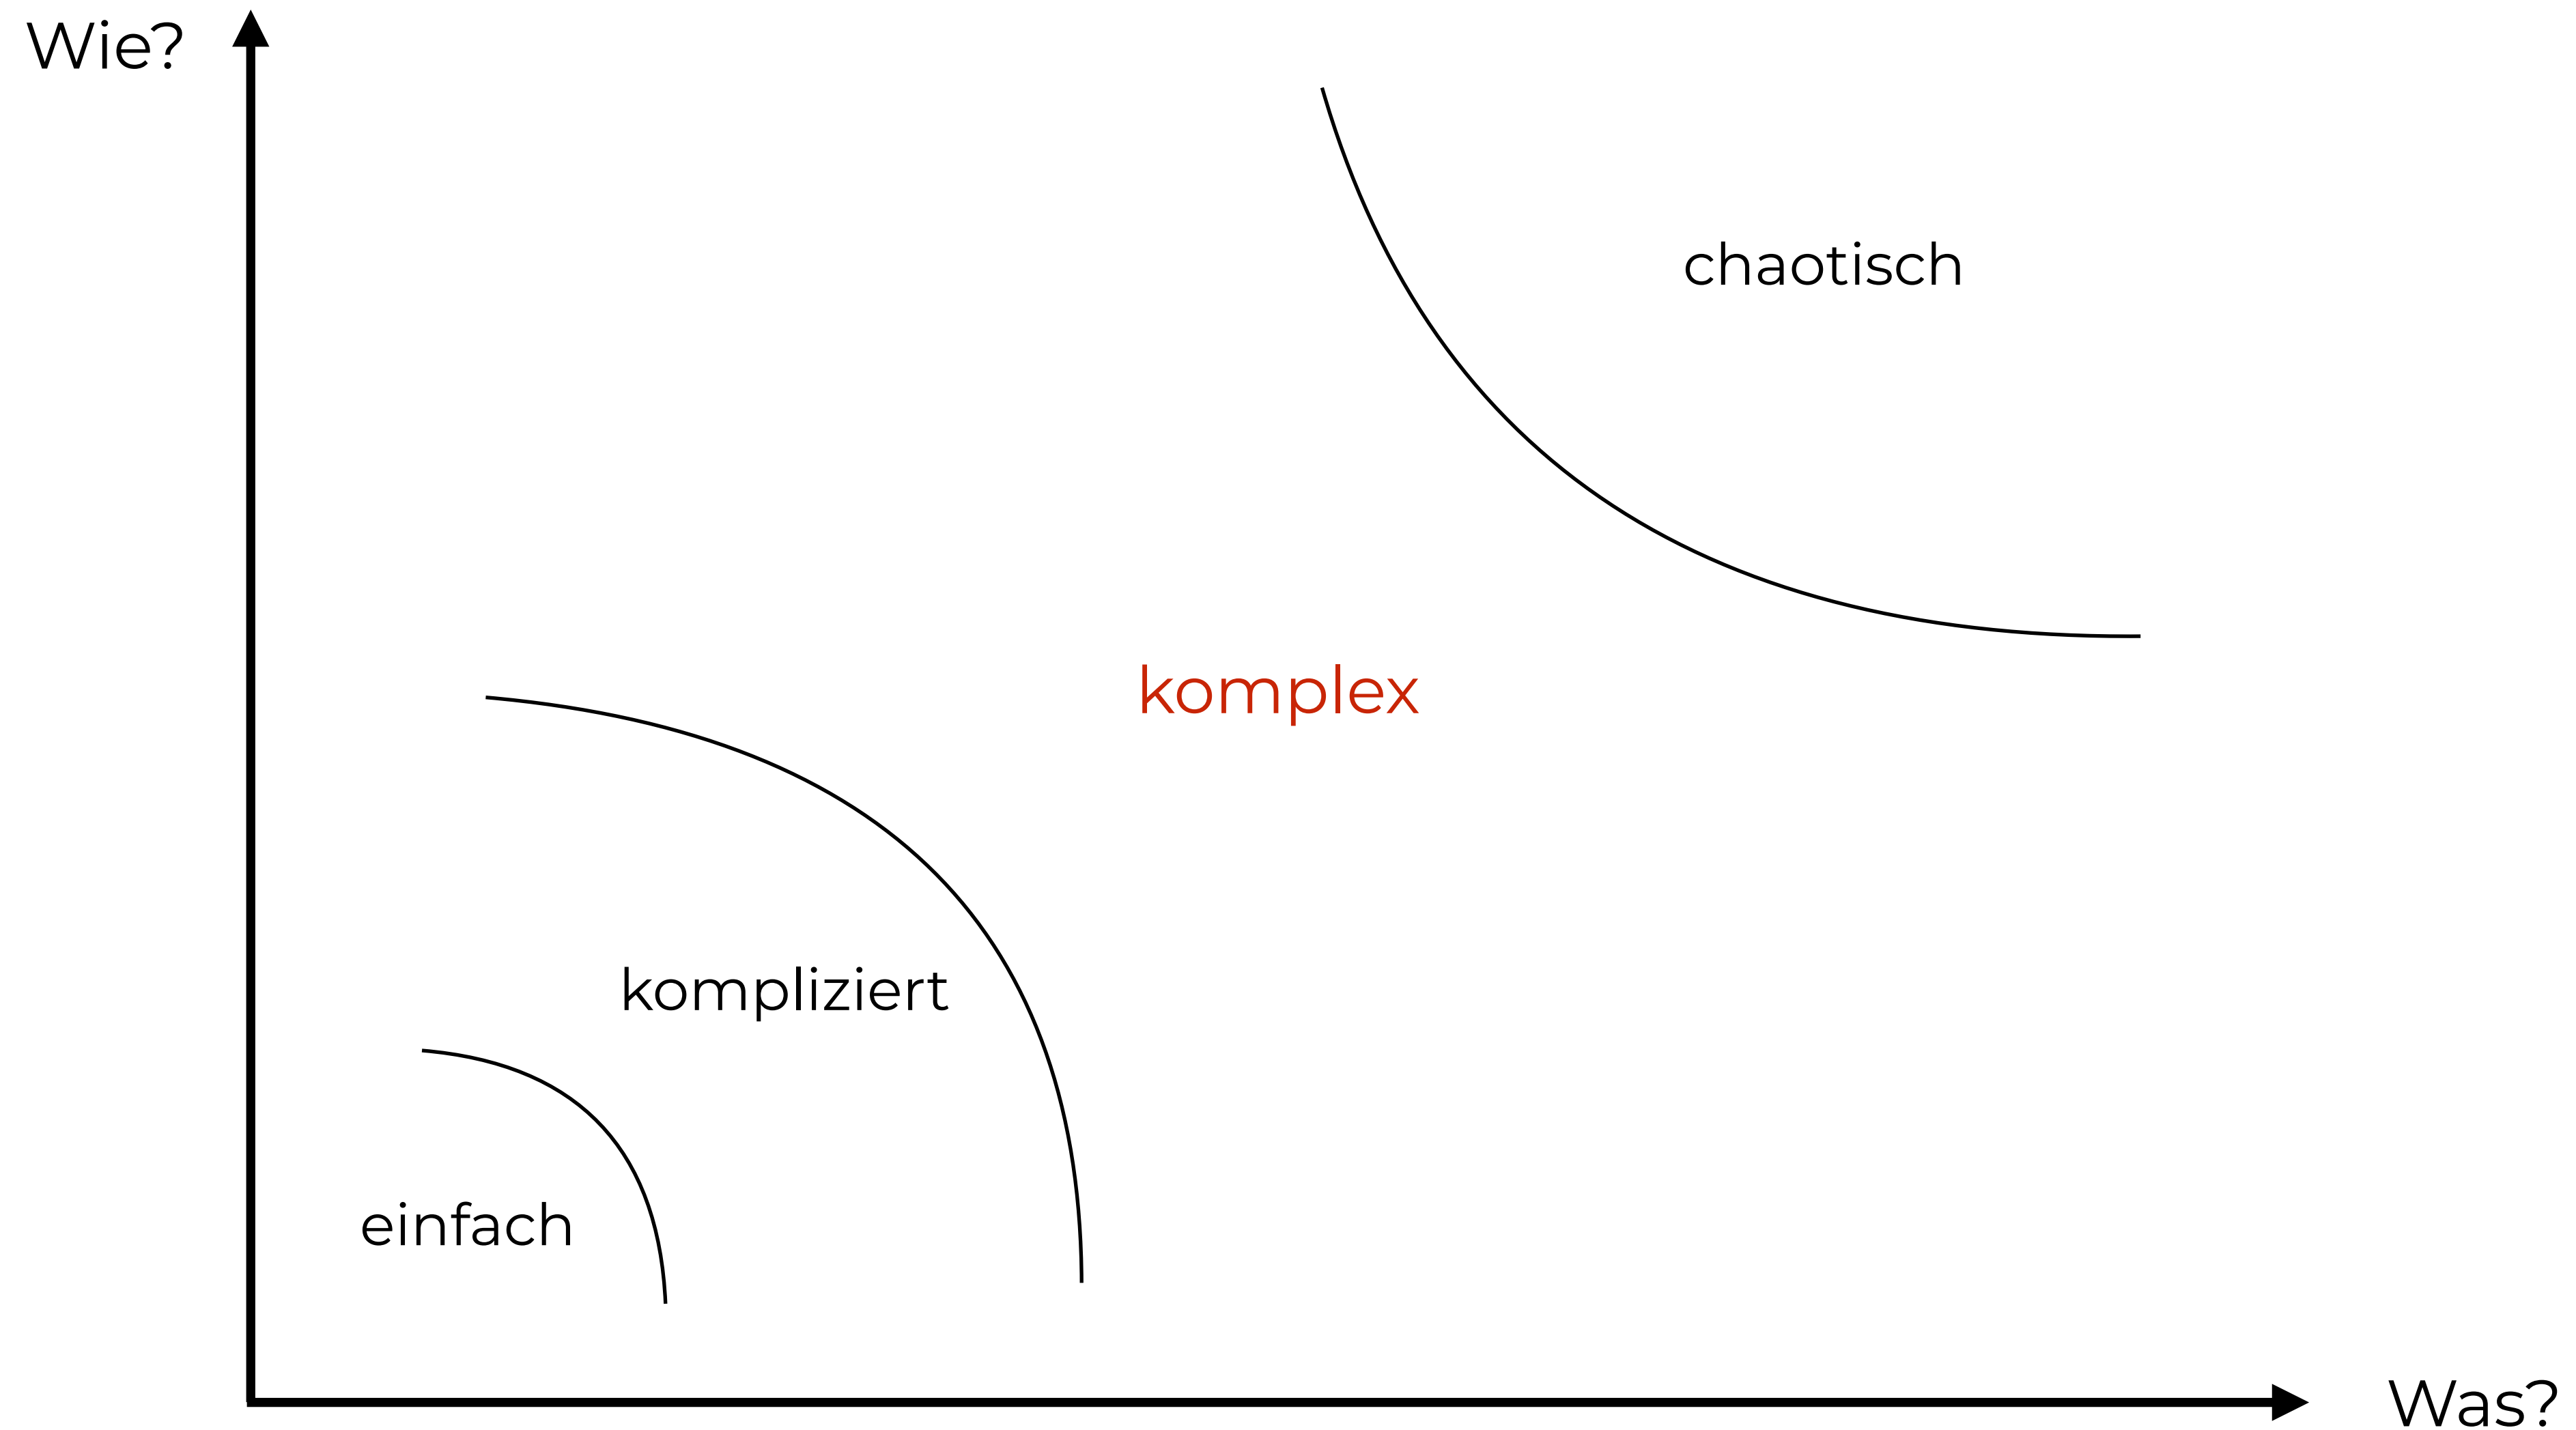 Wie?
chaotisch
komplex
kompliziert
einfach
Was?